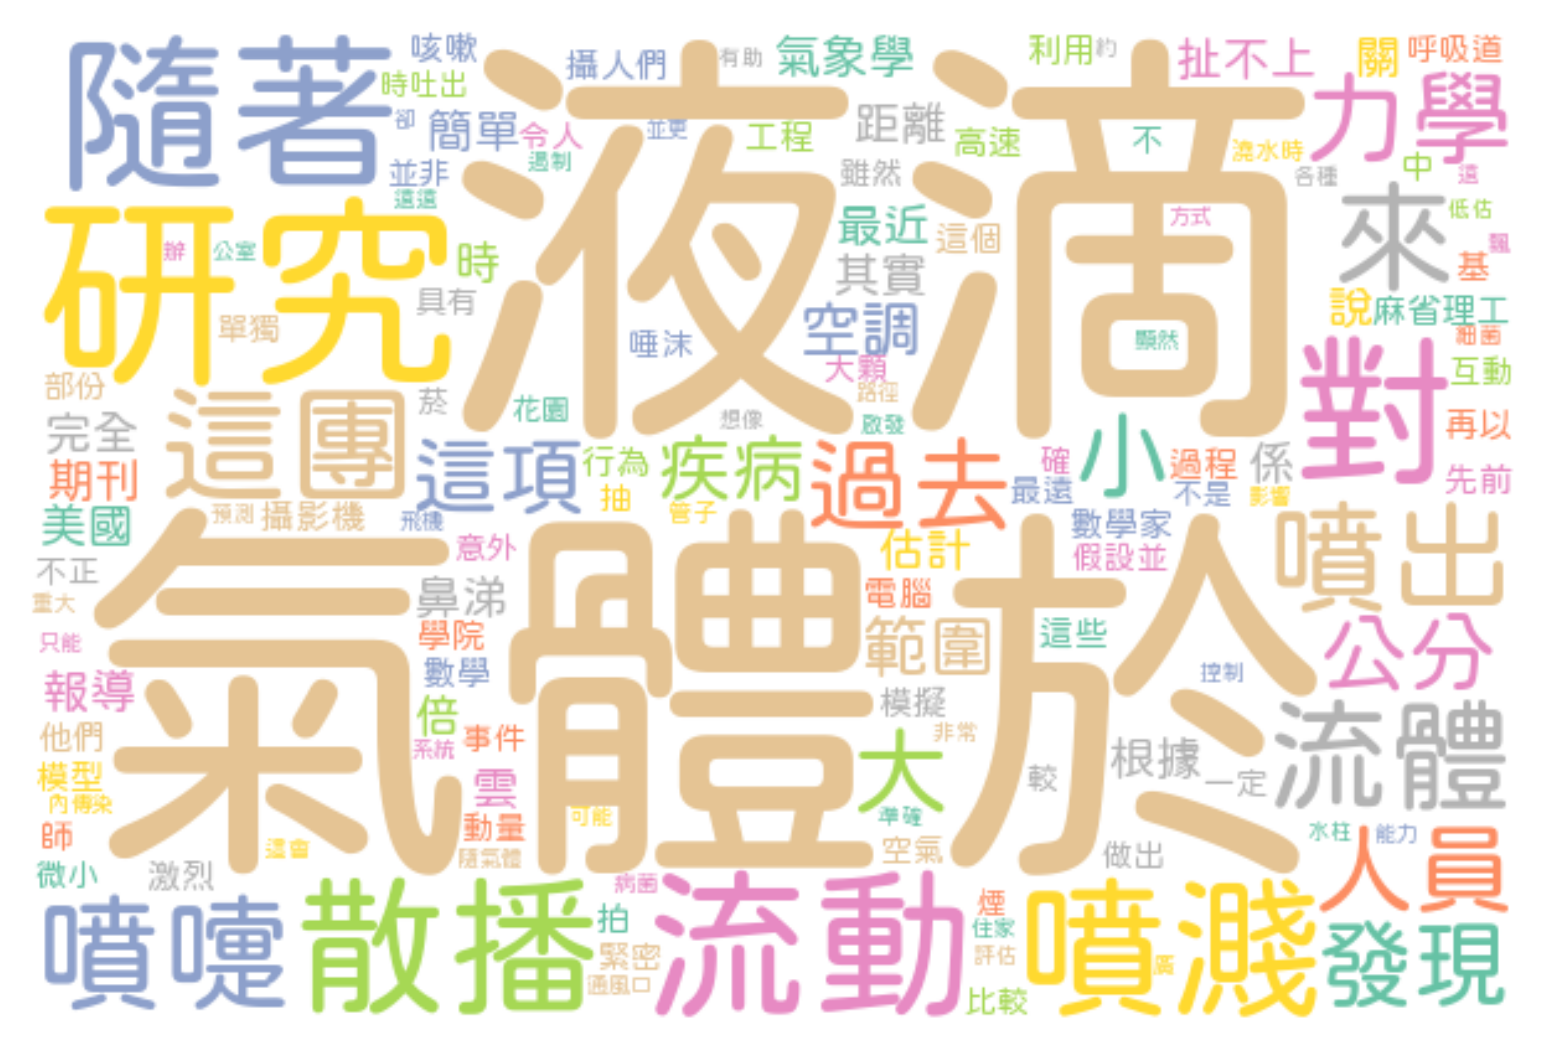 咳嗽
攝人們
有助
氣象學
利用
約
扯不上
關
呼吸道
隨著
液滴
時吐出
力學
卻
簡單
令人
並更
工程
距離
高速
不
澆水時
遏制
並非
雖然
各種
中
這
遠遠
來
低估
研究
最近
方式
辦
公室
時
這個
飄
其實
基
具有
單獨
空調
說
麻省理工
唾沫
顯然
細菌
大顆
對
互動
部份
路徑
這團
菸
花園
想像
啟發
小
再以
完全
這項
行為
疾病
過去
確
過程
係
期刊
抽
最遠
不是
影響
先前
美國
預測
攝影機
飛機
管子
數學家
噴出
氣體
於
意外
估計
假設並
不正
鼻涕
電腦
重大
學院
範圍
這些
公分
只能
數學
控制
報導
倍
模擬
流體
他們
系統
事件
大
非常
根據
模型
雲
較
一定
內傳染
可能
準確
師
動量
水柱
能力
人員
這會
隨氣體
空氣
做出
微小
激烈
病菌
噴嚏
散播
拍
流動
煙
噴濺
發現
住家
緊密
評估
廣
通風口
比較